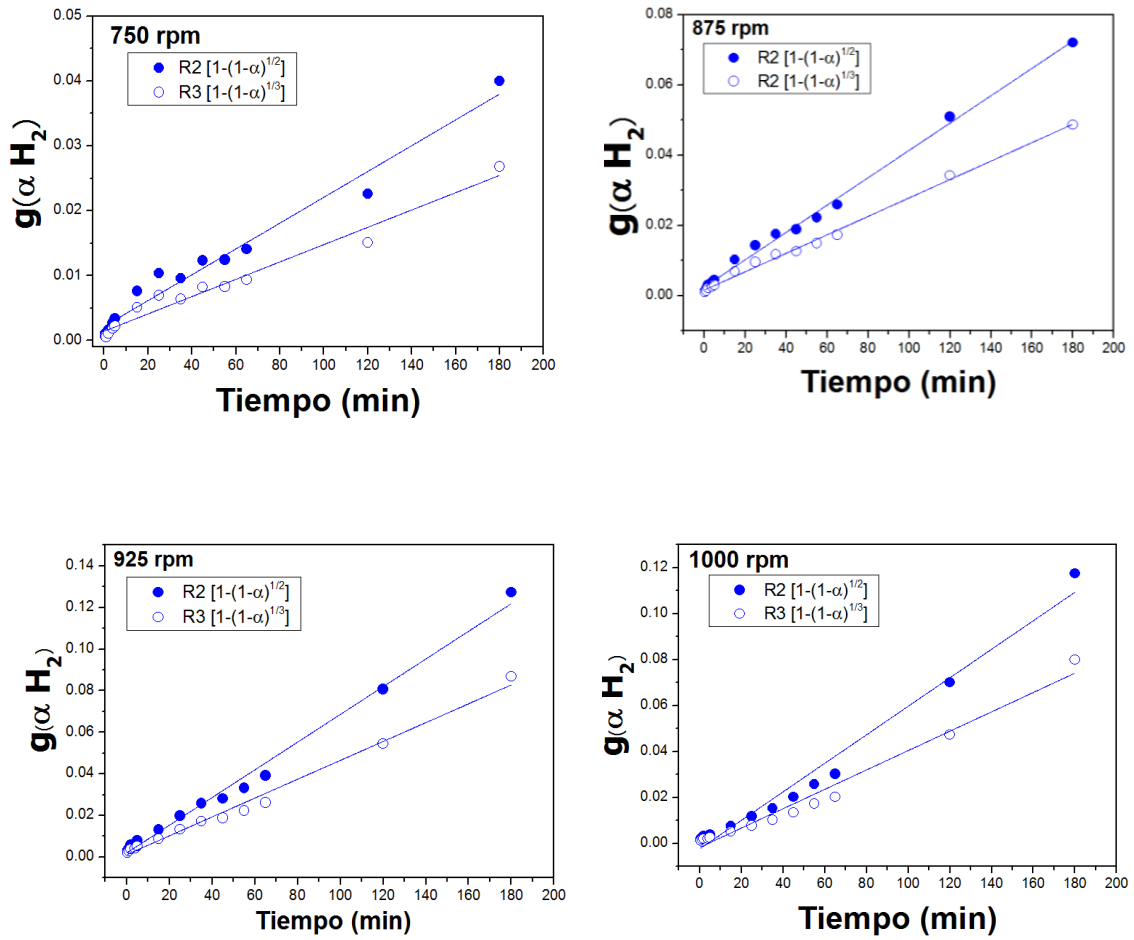 750 rpm
R2 [1-(1-α)1/2]
R3 [1-(1-α)1/3]
g(α H2)
0.05
0.04
0.03
0.02
0.01
0.00
0 20 40 60 80 100 120 140 160 180 200
Tiempo (min)
875 rpm
R2 [1-(1-α)1/2]
R2 [1-(1-α)1/3]
g(α H2)
0.08
0.06
0.04
0.02
0.00
0 20 40 60 80 100 120 140 160 180 200
Tiempo (min)
925 rpm
R2 [1-(1-α)1/2]
R3 [1-(1-α)1/3]
g(α H2)
0.14
0.12
0.10
0.08
0.06
0.04
0.02
0.00
0 20 40 60 80 100 120 140 160 180 200
Tiempo (min)
1000 rpm
R2 [1-(1-α)1/2]
R3 [1-(1-α)1/3]
g(α H2)
0.12
0.10
0.08
0.06
0.04
0.02
0.00
0 20 40 60 80 100 120 140 160 180 200
Tiempo (min)